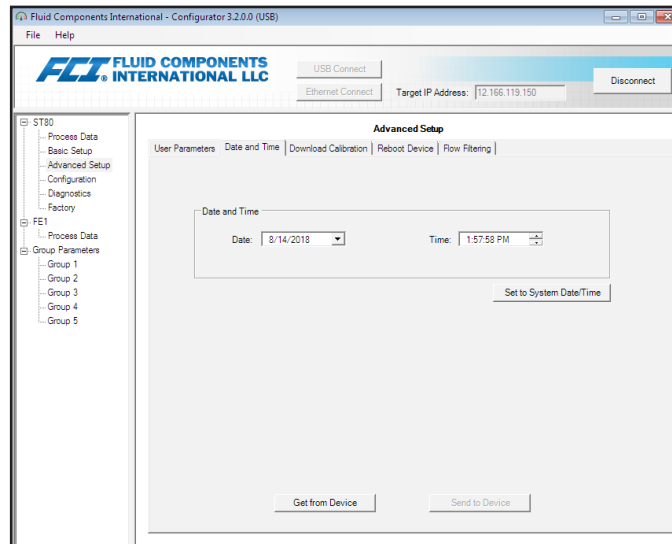 Fluid Components International - Configurator 3.2.0.0 (USB)
File Help
FCI FLUID COMPONENTS
® INTERNATIONAL LLC
USB Connect
Ethernet Connect
Target IP Address: 12.166.119.150
Disconnect
ST80
Process Data
Basic Setup
Advanced Setup
Configuration
Diagnostics
Factory
FE1
Process Data
Group Parameters
Group 1
Group 2
Group 3
Group 4
Group 5
Advanced Setup
User Parameters Date and Time Download Calibration Reboot Device Flow Filtering
Date and Time
Date: 8/14/2018 Time: 1:57:58 PM
Set to System Date/Time
Get from Device Send to Device